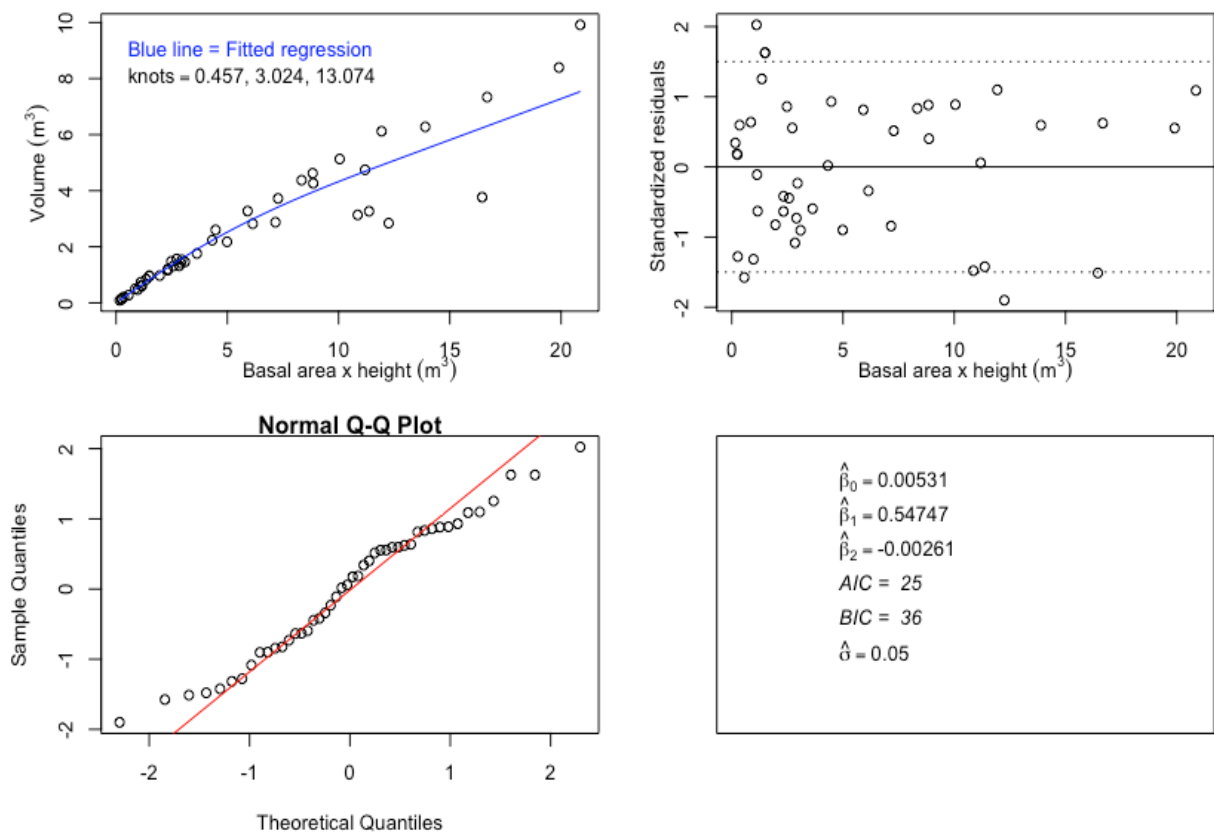 Blue line = Fitted regression
knots = 0.457, 3.024, 13.074
Volume (m³)
0 2 4 6 8 10
0 5 10 15 20
Basal area x height (m³)
Standardized residuals
-2 -1 0 1 2
0 5 10 15 20
Basal area x height (m³)
Normal Q-Q Plot
Sample Quantiles
-2 -1 0 1 2
-2 -1 0 1 2
Theoretical Quantiles
β̂₀ = 0.00531
β̂₁ = 0.54747
β̂₂ = -0.00261
AIC = 25
BIC = 36
σ̂ = 0.05